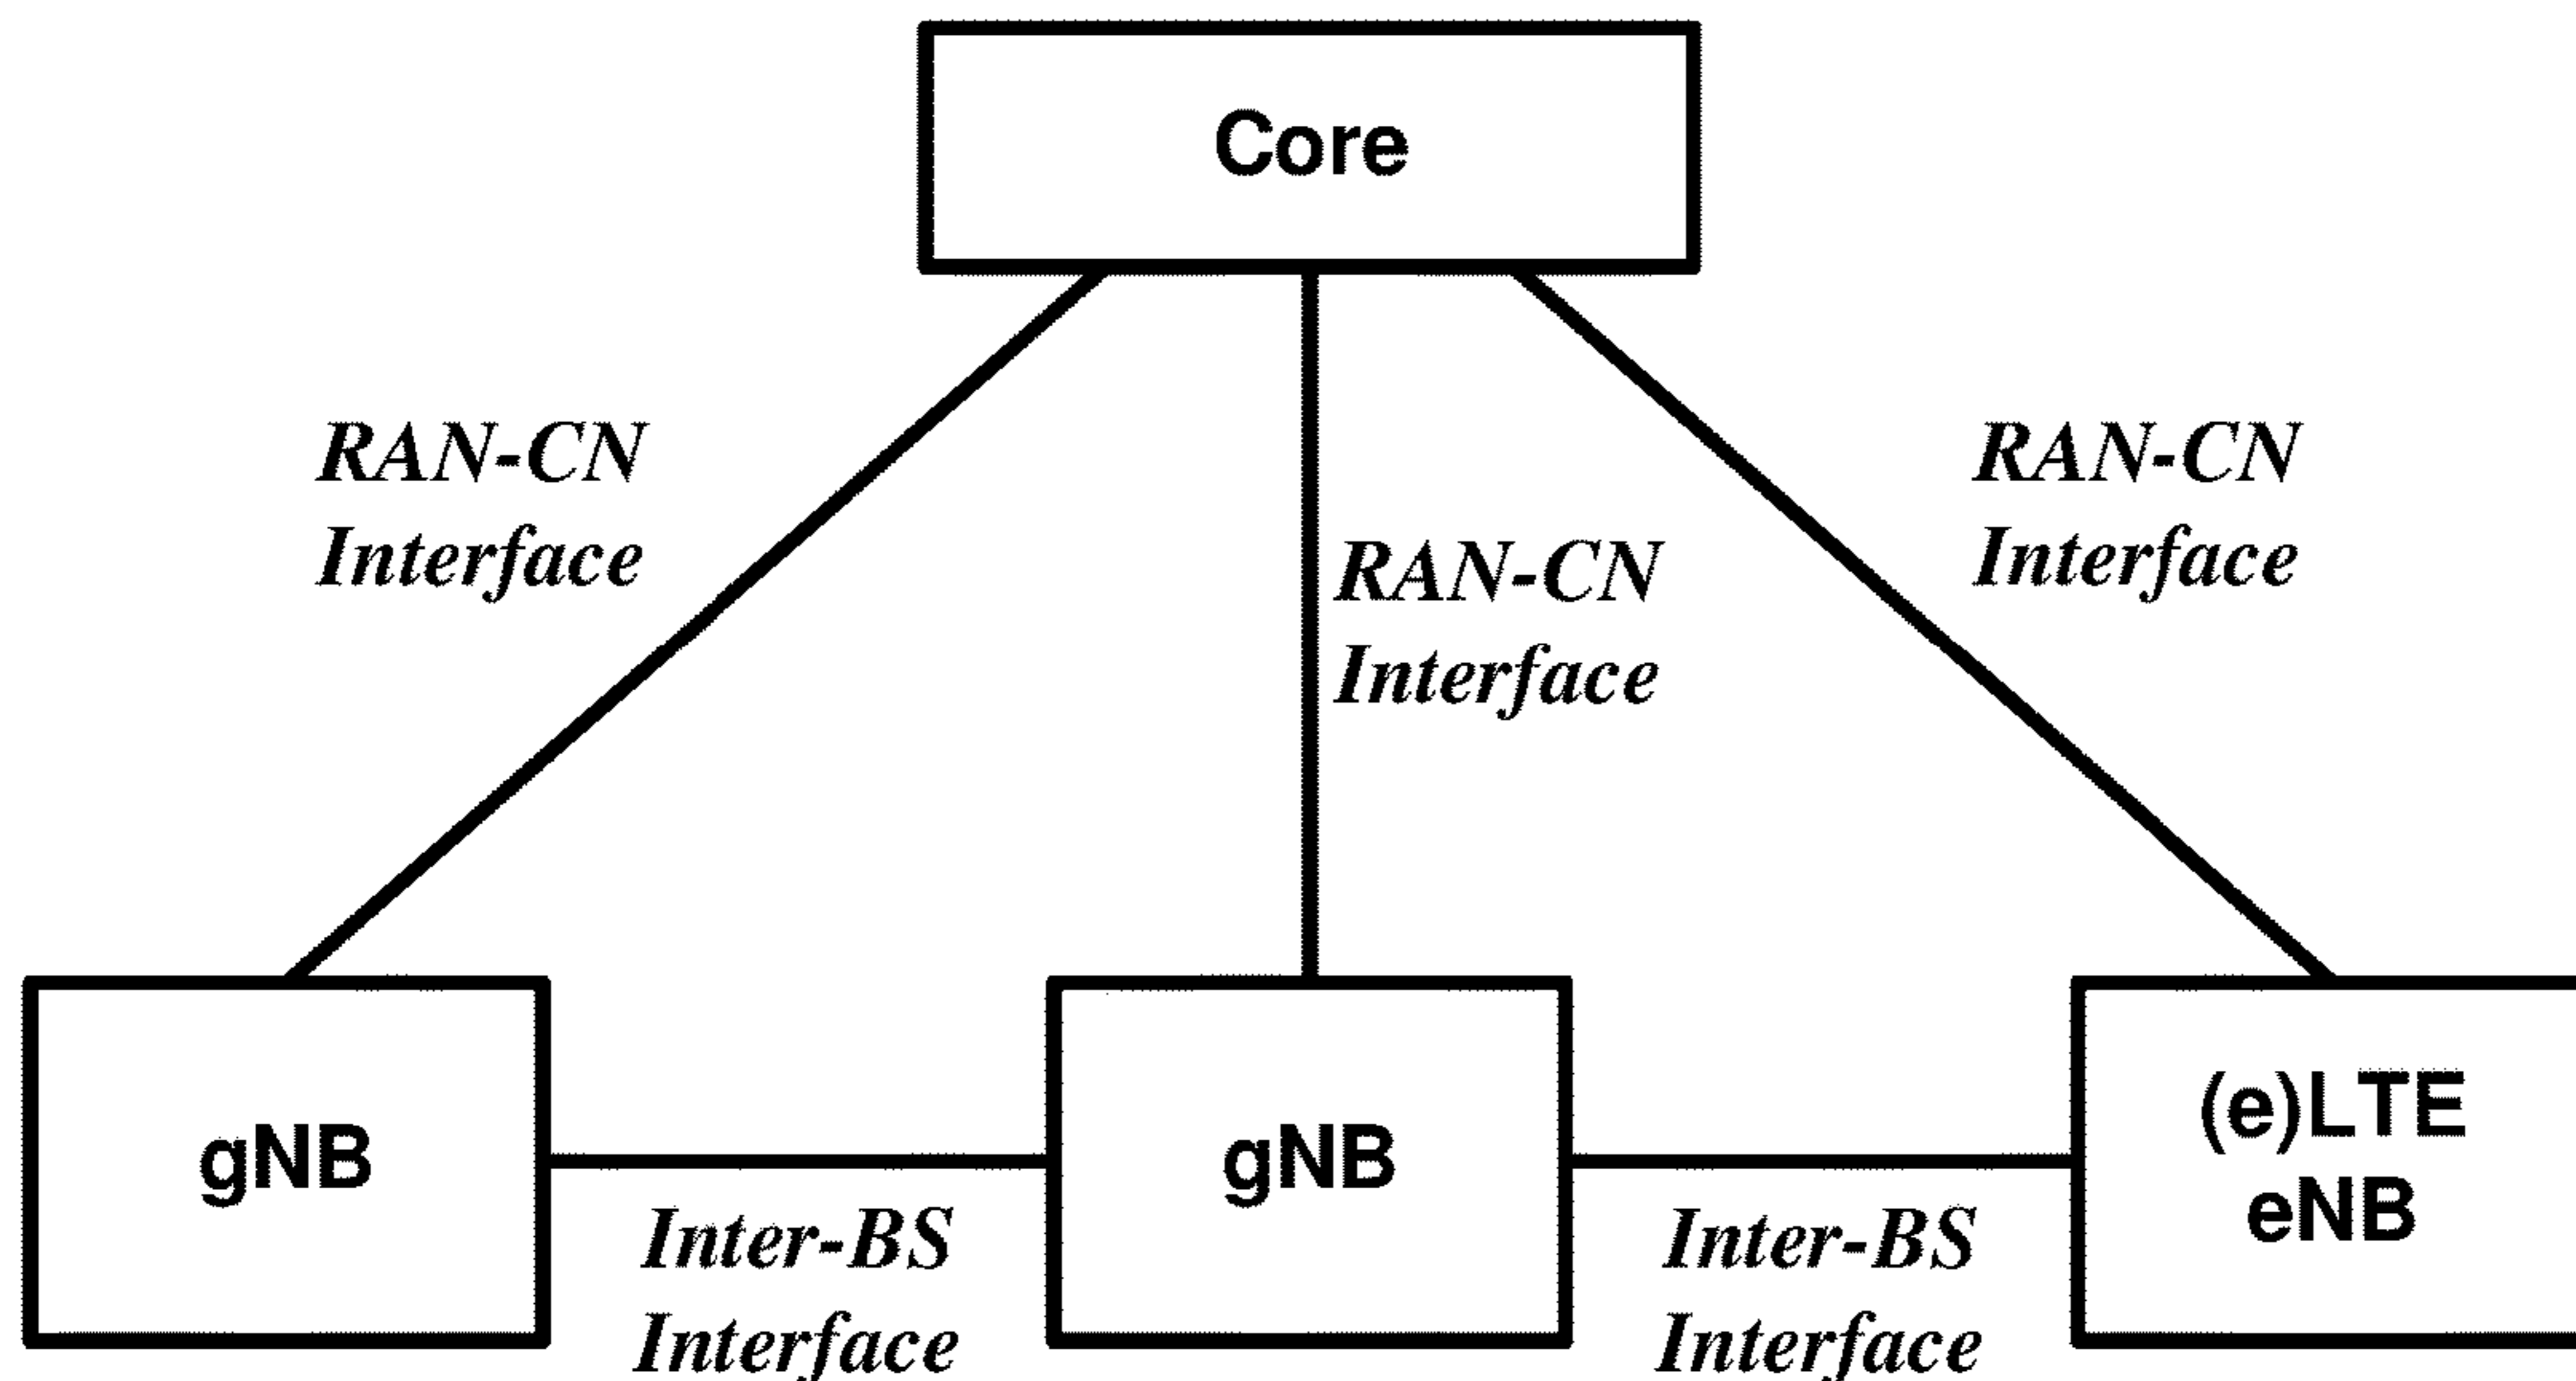 Core
RAN-CN
Interface
RAN-CN
Interface
RAN-CN
Interface
gNB
gNB
(e)LTE
eNB
Inter-BS
Interface
Inter-BS
Interface